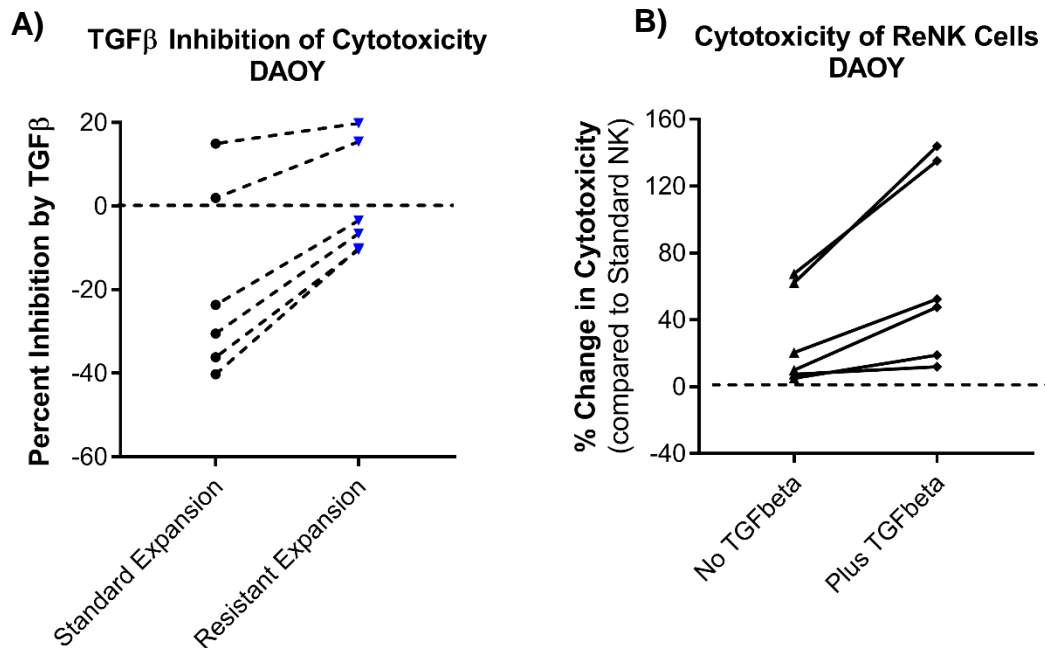 A)
TGFβ Inhibition of Cytotoxicity
DAOY
Percent Inhibition by TGFβ
20
0
-20
-40
-60
Standard Expansion
Resistant Expansion
B)
Cytotoxicity of ReNK Cells
DAOY
% Change in Cytotoxicity
(compared to Standard NK)
160
120
80
40
0
-40
No TGFbeta
Plus TGFbeta